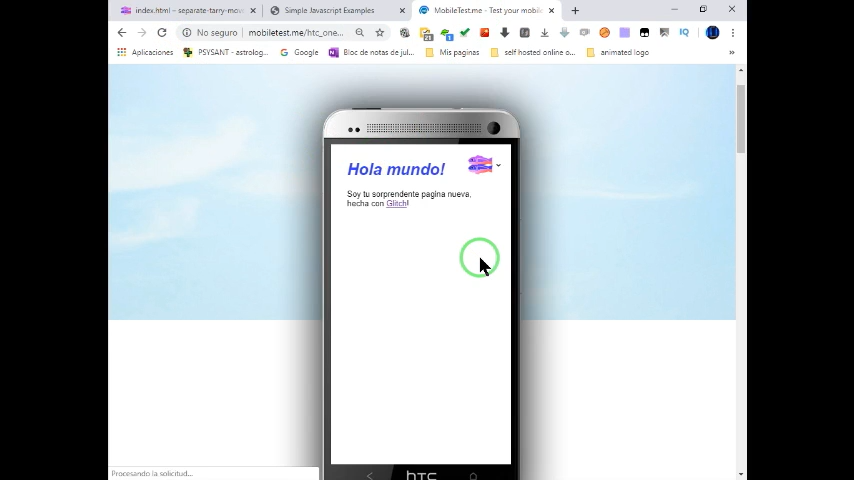 index.html – separate-tarry-mou
Simple Javascript Examples
MobileTest.me - Test your mobile
No seguro
mobiletest.me/htc_one...
Aplicaciones
PSYSANT - astrolog...
Google
Bloc de notas de jul...
Mis paginas
self hosted online o...
animated logo
Hola mundo!
Soy tu sorprendente pagina nueva,
hecha con Glitch!
hTC
Procesando la solicitud...